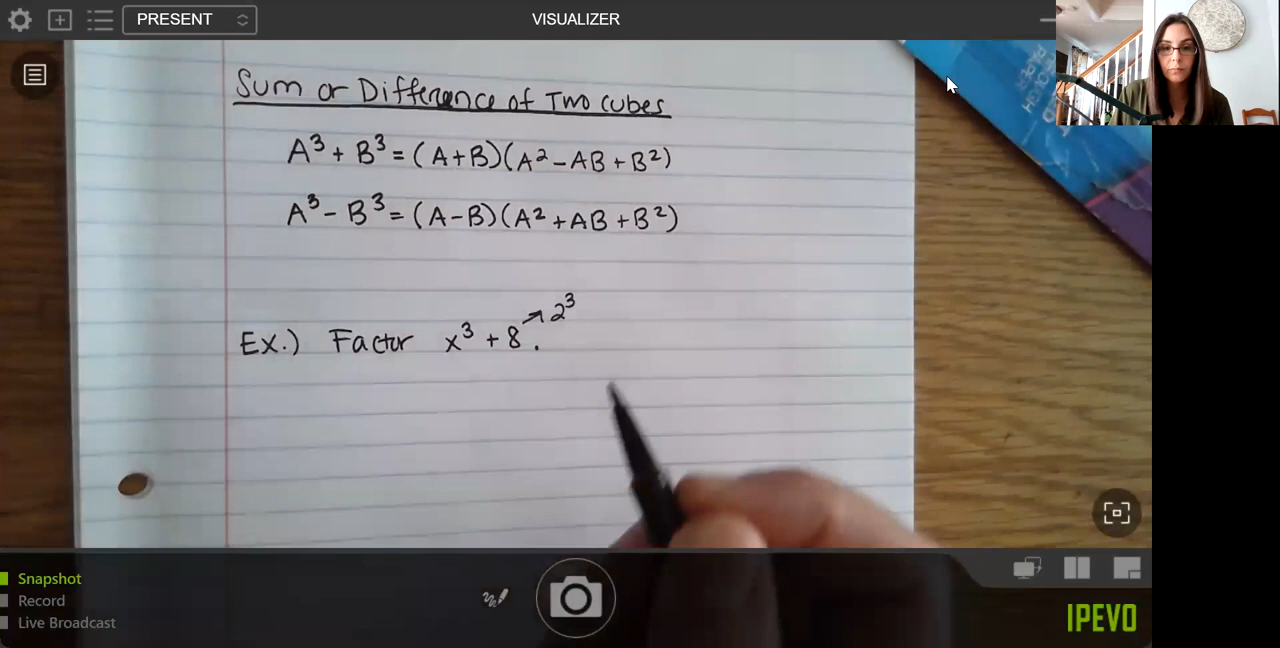 PRESENT
VISUALIZER
Sum or Difference of Two cubes
A³ + B³ = (A+B)(A² − AB + B²)
A³ − B³ = (A−B)(A² + AB + B²)
Ex.) Factor x³ + 8. → 2³
Snapshot
Record
Live Broadcast
IPEVO